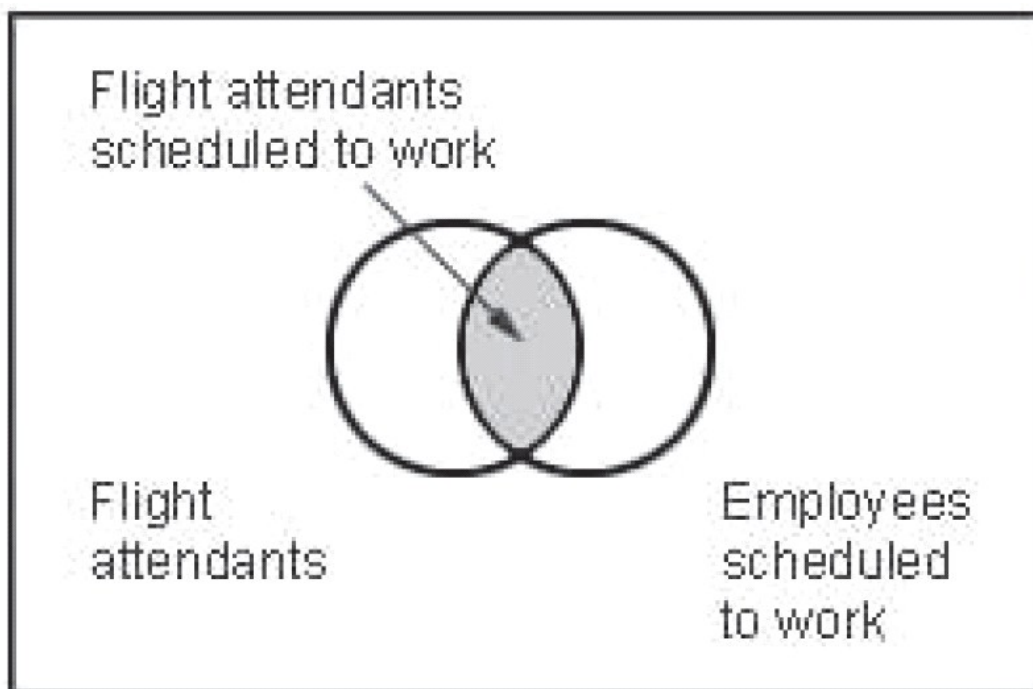 Flight attendants
scheduled to work
Flight
attendants
Employees
scheduled
to work